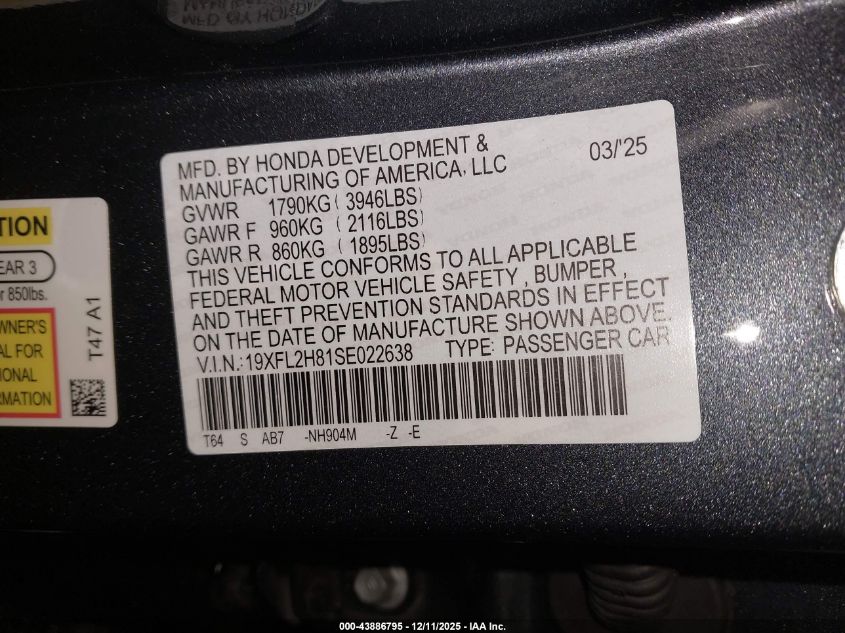 MFD. BY HONDA DEVELOPMENT &
MANUFACTURING OF AMERICA, LLC 03/'25
GVWR 1790KG ( 3946LBS)
GAWR F 960KG ( 2116LBS)
GAWR R 860KG ( 1895LBS)
THIS VEHICLE CONFORMS TO ALL APPLICABLE
FEDERAL MOTOR VEHICLE SAFETY , BUMPER ,
AND THEFT PREVENTION STANDARDS IN EFFECT
ON THE DATE OF MANUFACTURE SHOWN ABOVE.
V.I.N.:19XFL2H81SE022638 TYPE: PASSENGER CAR
T64 S AB7 -NH904M -Z -E
TION
EAR 3
r 850lbs.
WNER'S
AL FOR
IONAL
RMATION
T47 A1
000-43886795 - 12/11/2025 - IAA Inc.